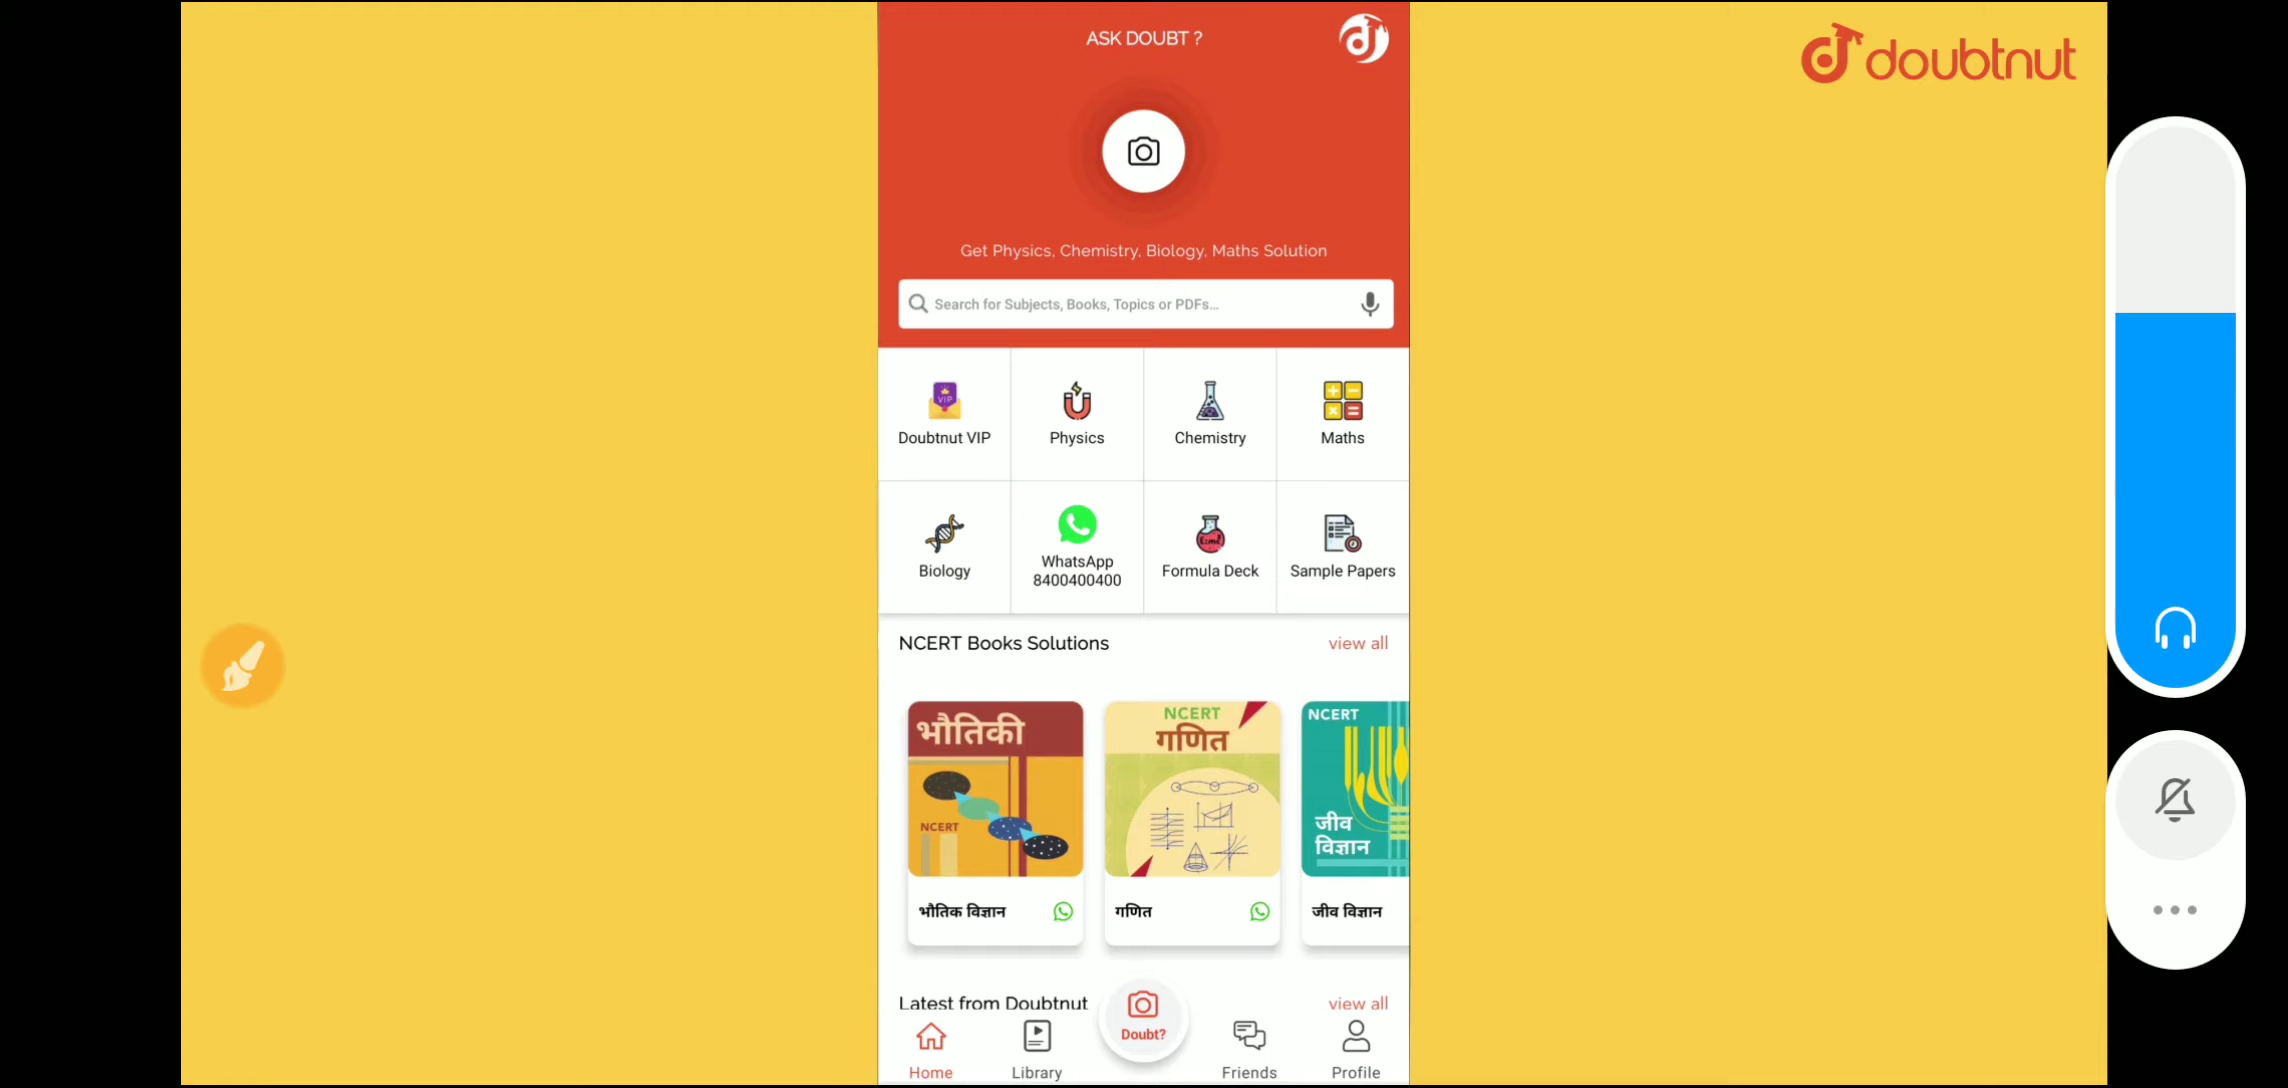 ASK DOUBT ?
doubtnut
Get Physics, Chemistry, Biology, Maths Solution
Search for Subjects, Books, Topics or PDFs...
VIP
Doubtnut VIP
Physics
Chemistry
Maths
Biology
WhatsApp
8400400400
Formula Deck
Sample Papers
NCERT Books Solutions
view all
भौतिकी
NCERT
NCERT
गणित
NCERT
जीव
विज्ञान
भौतिक विज्ञान
गणित
जीव विज्ञान
Latest from Doubtnut
view all
Doubt?
Home
Library
Friends
Profile